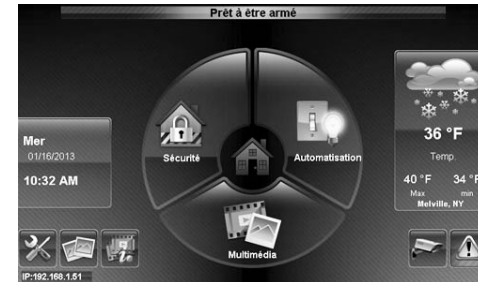 Prêt à être armé
Mer
01/16/2013
10:32 AM
Sécurité
Automatisation
Multimédia
36 °F
Temp.
40 °F 34 °F
Max min
Melville, NY
IP:192.168.1.51